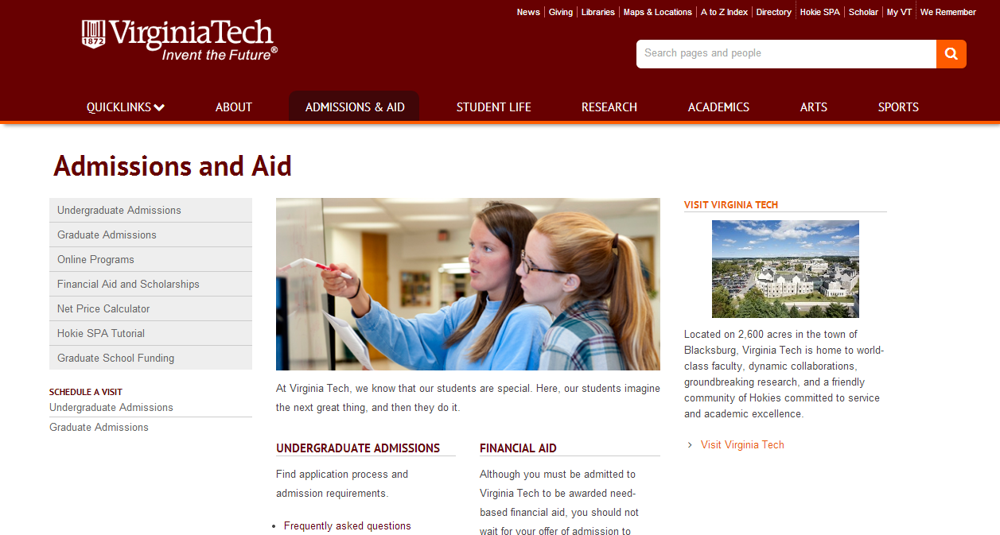 News
Giving
Libraries
Maps & Locations
A to Z Index
Directory
Hokie SPA
Scholar
My VT
We Remember
1872
VirginiaTech
Invent the Future®
Search pages and people
QUICKLINKS
ABOUT
ADMISSIONS & AID
STUDENT LIFE
RESEARCH
ACADEMICS
ARTS
SPORTS
Admissions and Aid
Undergraduate Admissions
Graduate Admissions
Online Programs
Financial Aid and Scholarships
Net Price Calculator
Hokie SPA Tutorial
Graduate School Funding
SCHEDULE A VISIT
Undergraduate Admissions
Graduate Admissions
At Virginia Tech, we know that our students are special. Here, our students imagine
the next great thing, and then they do it.
UNDERGRADUATE ADMISSIONS
Find application process and
admission requirements.
• Frequently asked questions
FINANCIAL AID
Although you must be admitted to
Virginia Tech to be awarded need-
based financial aid, you should not
wait for your offer of admission to
VISIT VIRGINIA TECH
Located on 2,600 acres in the town of
Blacksburg, Virginia Tech is home to world-
class faculty, dynamic collaborations,
groundbreaking research, and a friendly
community of Hokies committed to service
and academic excellence.
Visit Virginia Tech